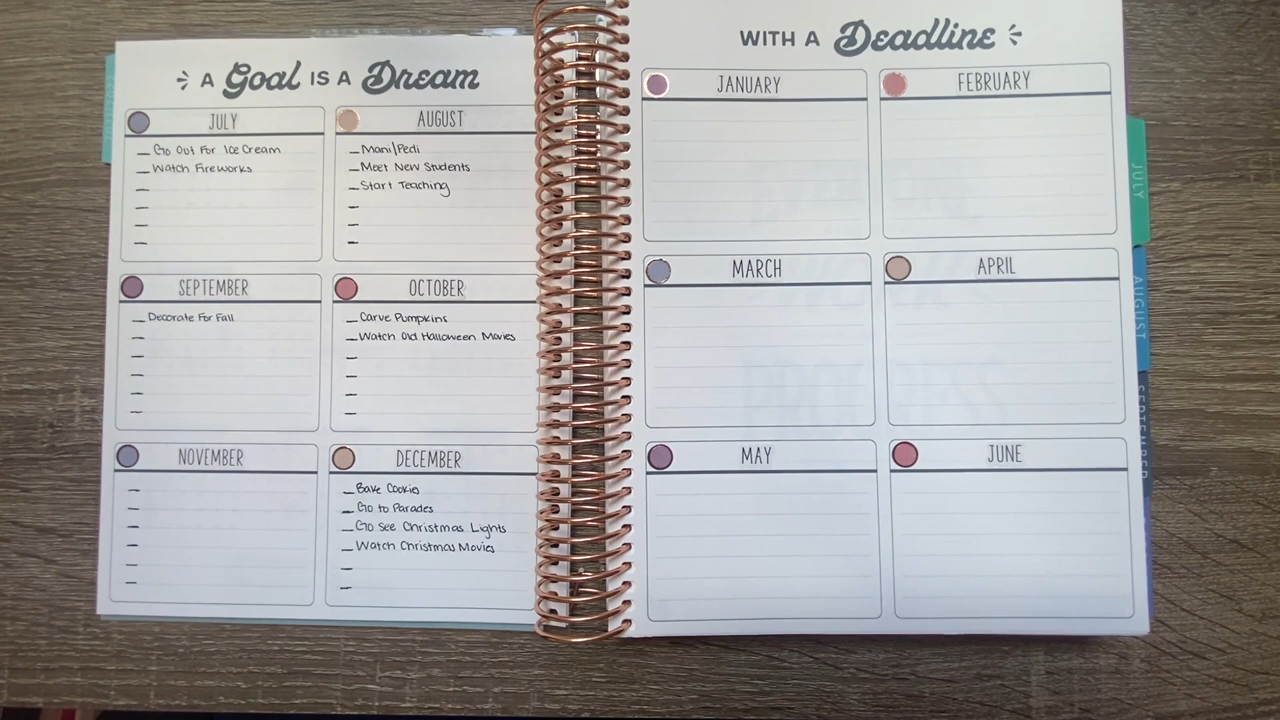 A Goal IS A Dream
JULY
Go Out For Ice Cream
Watch Fireworks
AUGUST
Mani/Pedi
Meet New Students
Start Teaching
SEPTEMBER
Decorate For Fall
OCTOBER
Carve Pumpkins
Watch Old Halloween Movies
NOVEMBER
DECEMBER
Bake Cookies
Go to Parades
Go See Christmas Lights
Watch Christmas Movies
WITH A Deadline
JANUARY
FEBRUARY
MARCH
APRIL
MAY
JUNE
JULY
AUGUST
SEPTEMBER